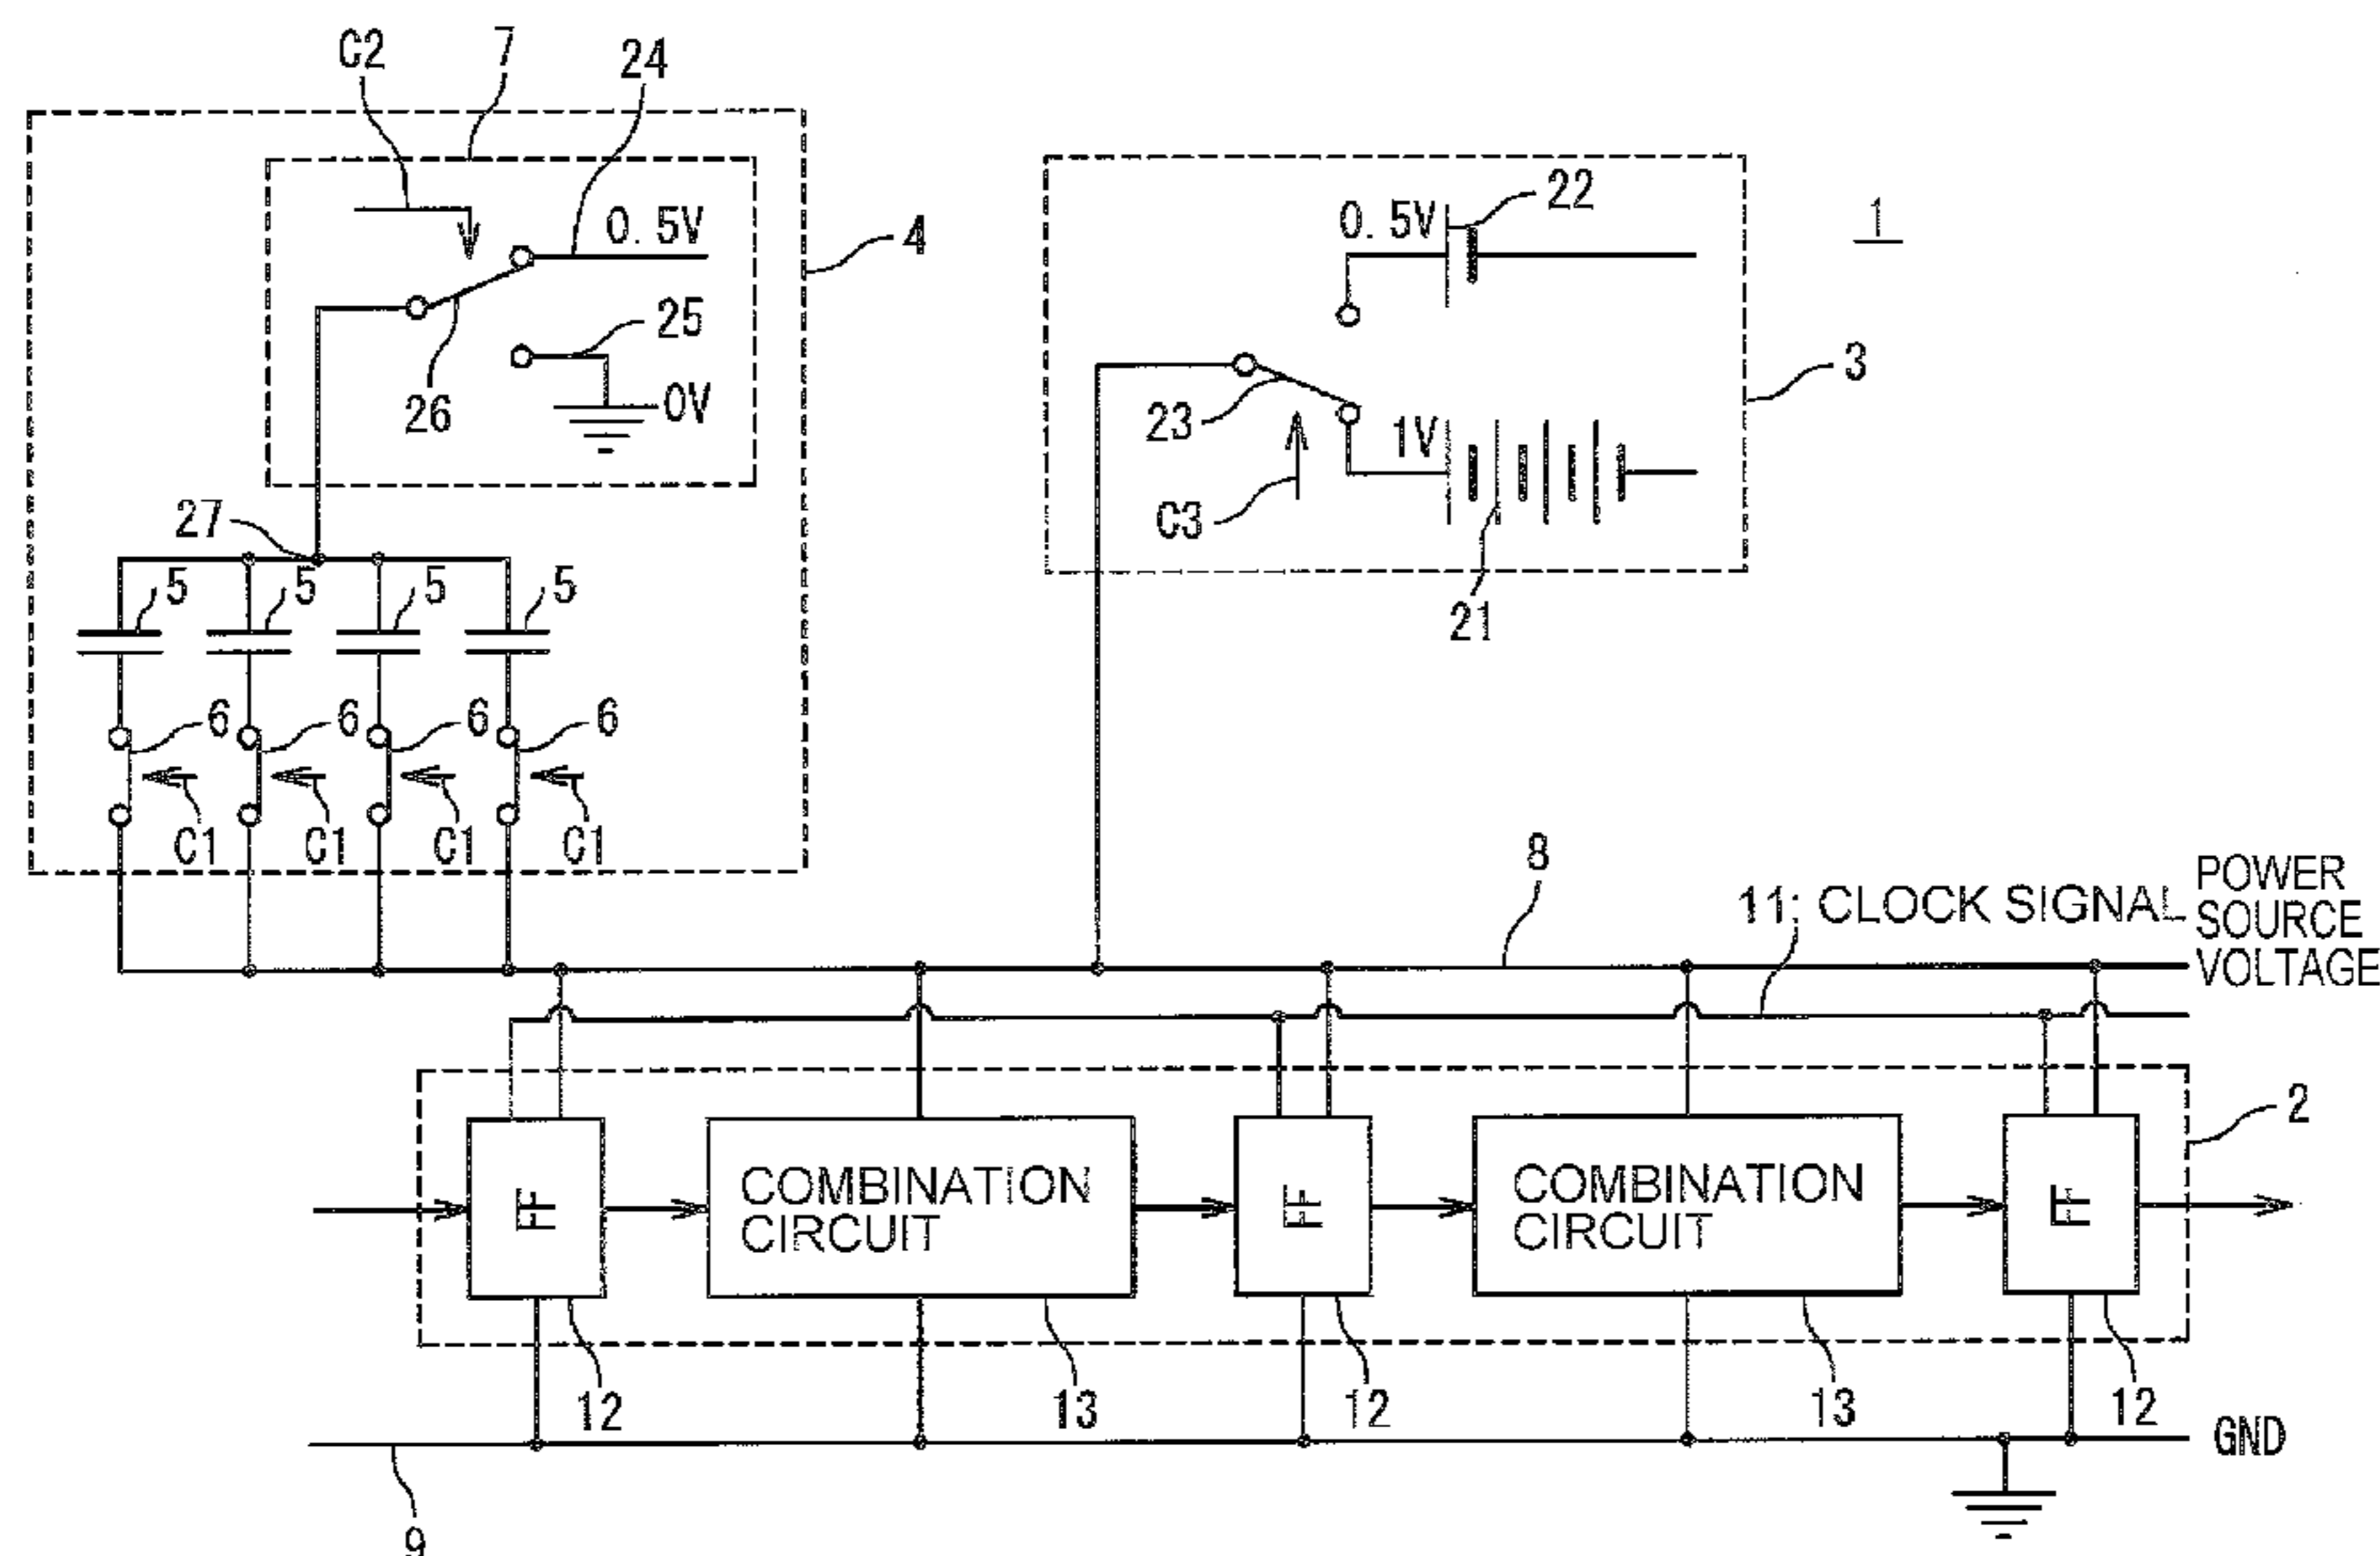 C2
7
24
0.5V
4
25
26
0V
27
5
5
5
5
6
6
6
6
C1
C1
C1
C1
0.5V
22
1
3
23
1V
C3
21
8
11; CLOCK SIGNAL
POWER
SOURCE
VOLTAGE
2
FF
COMBINATION
CIRCUIT
FF
COMBINATION
CIRCUIT
FF
12
13
12
13
12
GND
9